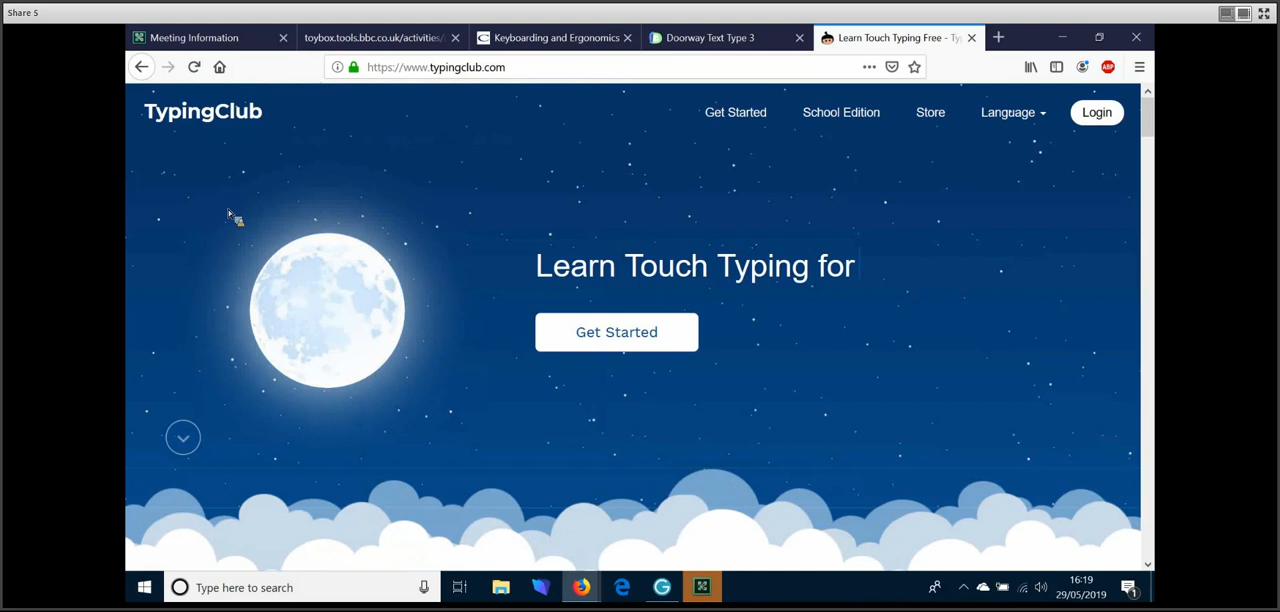 Share 5
Meeting Information
toybox.tools.bbc.co.uk/activities/
Keyboarding and Ergonomics
Doorway Text Type 3
Learn Touch Typing Free - Ty
https://www.typingclub.com
ABP
TypingClub
Get Started
School Edition
Store
Language
Login
Learn Touch Typing for
Get Started
Type here to search
16:19
29/05/2019
1